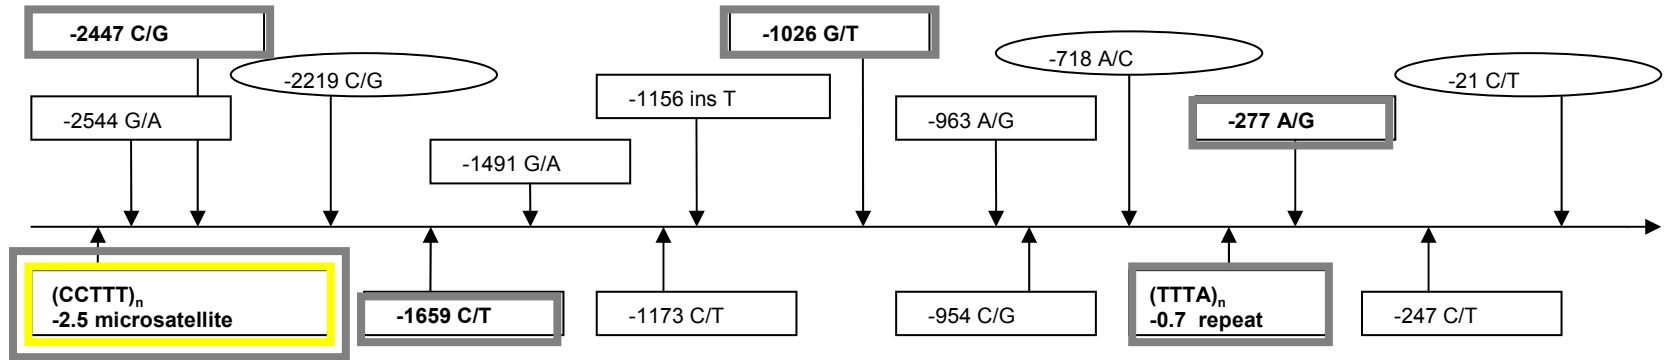 -2447 C/G
-1026 G/T
-718 A/C
-2219 C/G
-21 C/T
-1156 ins T
-2544 G/A
-963 A/G
-277 A/G
-1491 G/A
(CCTTT)n
-2.5 microsatellite
-1659 C/T
-1173 C/T
-954 C/G
(TTTA)n
-0.7 repeat
-247 C/T